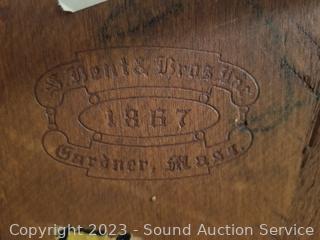 S. Bent & Bros Inc
1867
Gardner, Mass.
Copyright © 2023 - Sound Auction Service